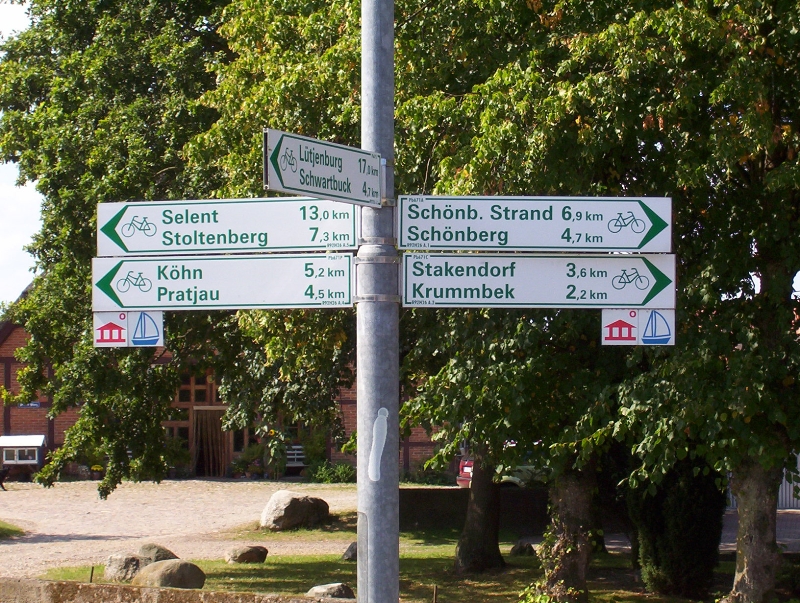 Lütjenburg 17,0 km
Schwartbuck 4,7 km
Selent 13,0 km
Stoltenberg 7,3 km
Schönb. Strand 6,9 km
Schönberg 4,7 km
Köhn 5,2 km
Pratjau 4,5 km
Stakendorf 3,6 km
Krummbek 2,2 km